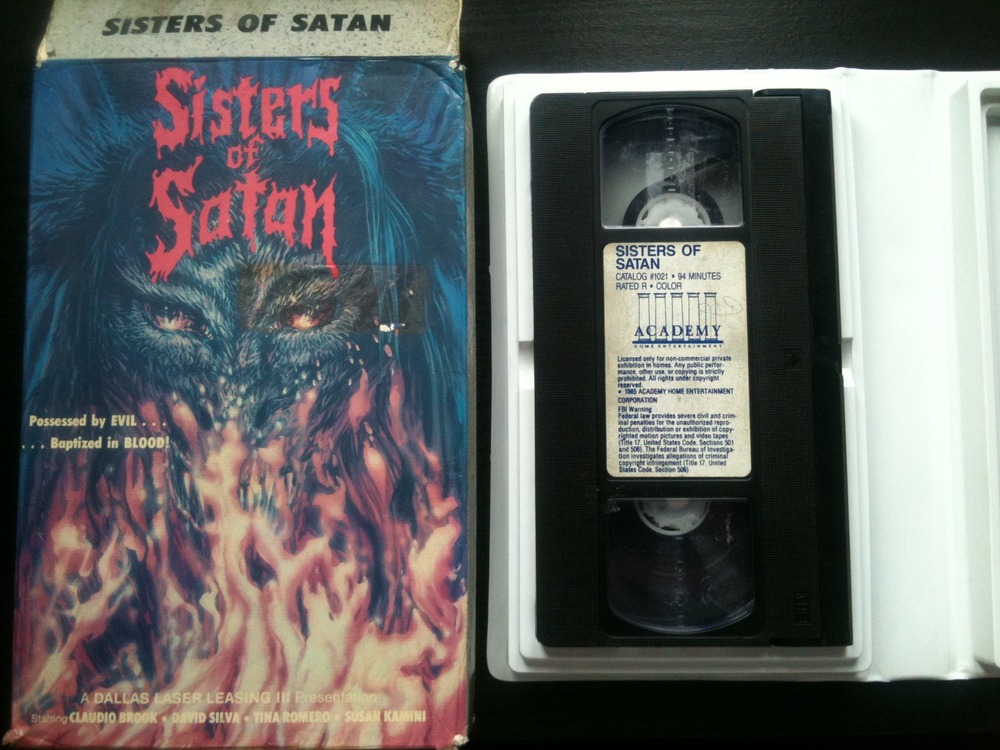 SISTERS OF SATAN
Sisters
of
Satan
Possessed by EVIL . . .
. . . Baptized in BLOOD!
A DALLAS LASER LEASING III Presentation
Starring CLAUDIO BROOK • DAVID SILVA • TINA ROMERO • SUSAN KAMINI
SISTERS OF
SATAN
CATALOG #1021 • 94 MINUTES
RATED R • COLOR
ACADEMY
HOME ENTERTAINMENT
Licensed only for non-commercial private
exhibition in homes. Any public perfor-
mance, other use, or copying is strictly
prohibited. All rights under copyright
reserved.
1985 ACADEMY HOME ENTERTAINMENT
CORPORATION
FBI Warning
Federal law provides severe civil and crim-
inal penalties for the unauthorized repro-
duction, distribution or exhibition of copy-
righted motion pictures and video tapes
(Title 17, United States Code, Sections 501
and 506). The Federal Bureau of Investiga-
tion investigates allegations of criminal
copyright infringement (Title 17, United
States Code, Section 506)
VHS